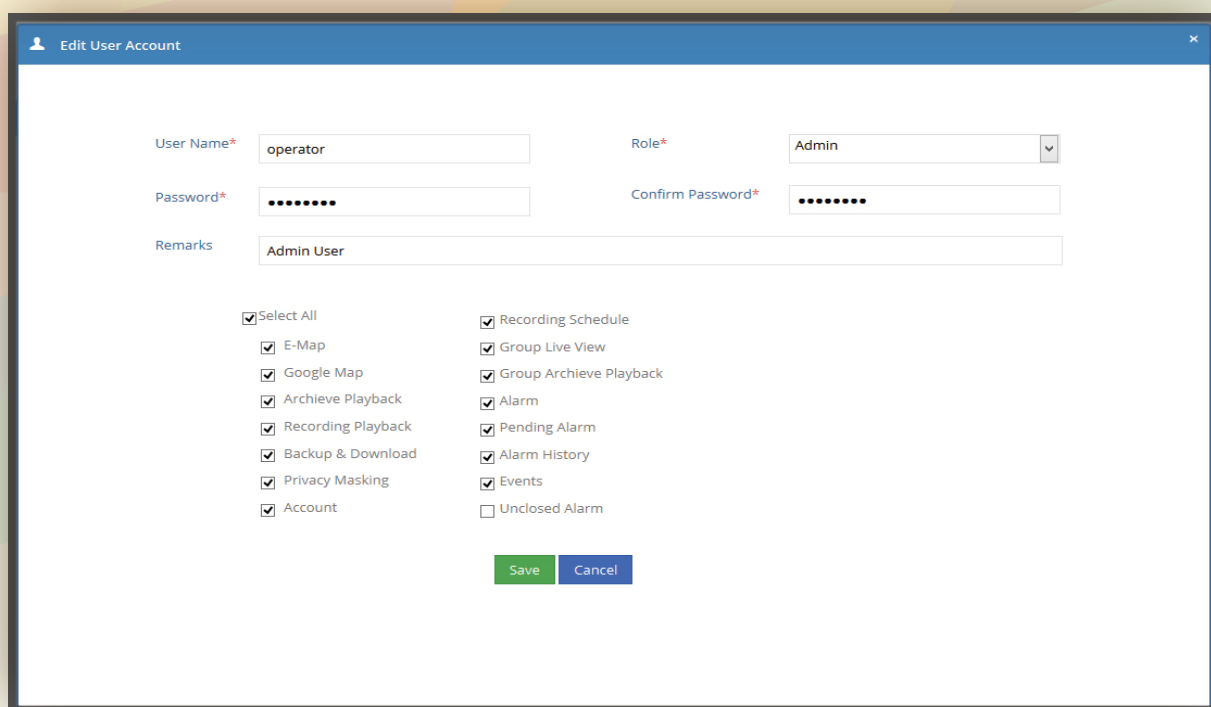 Edit User Account ×
User Name* operator Role* Admin
Password* •••••••• Confirm Password* ••••••••
Remarks Admin User
Select All
E-Map
Google Map
Archieve Playback
Recording Playback
Backup & Download
Privacy Masking
Account
Recording Schedule
Group Live View
Group Archieve Playback
Alarm
Pending Alarm
Alarm History
Events
Unclosed Alarm
Save Cancel